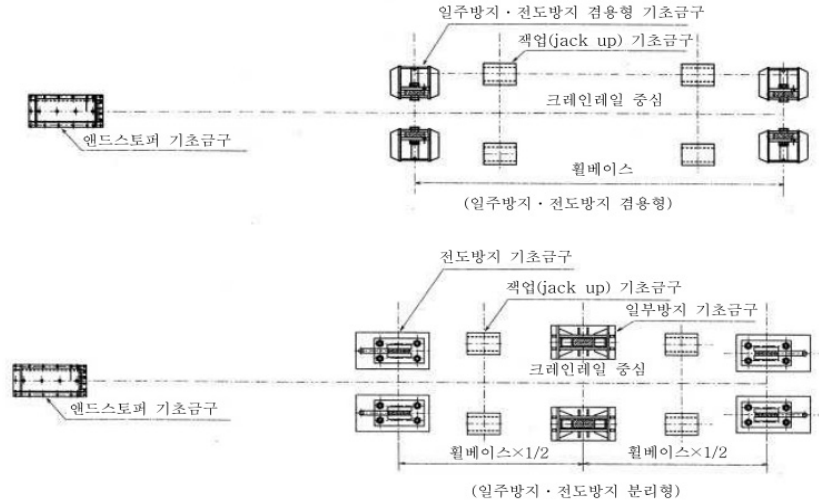 일주방지・전도방지 겸용형 기초금구
잭업(jack up) 기초금구
크레인레일 중심
앤드스토퍼 기초금구
휠베이스
(일주방지・전도방지 겸용형)
전도방지 기초금구
잭업(jack up) 기초금구
일부방지 기초금구
크레인레일 중심
앤드스토퍼 기초금구
휠베이스×1/2
휠베이스×1/2
(일주방지・전도방지 분리형)